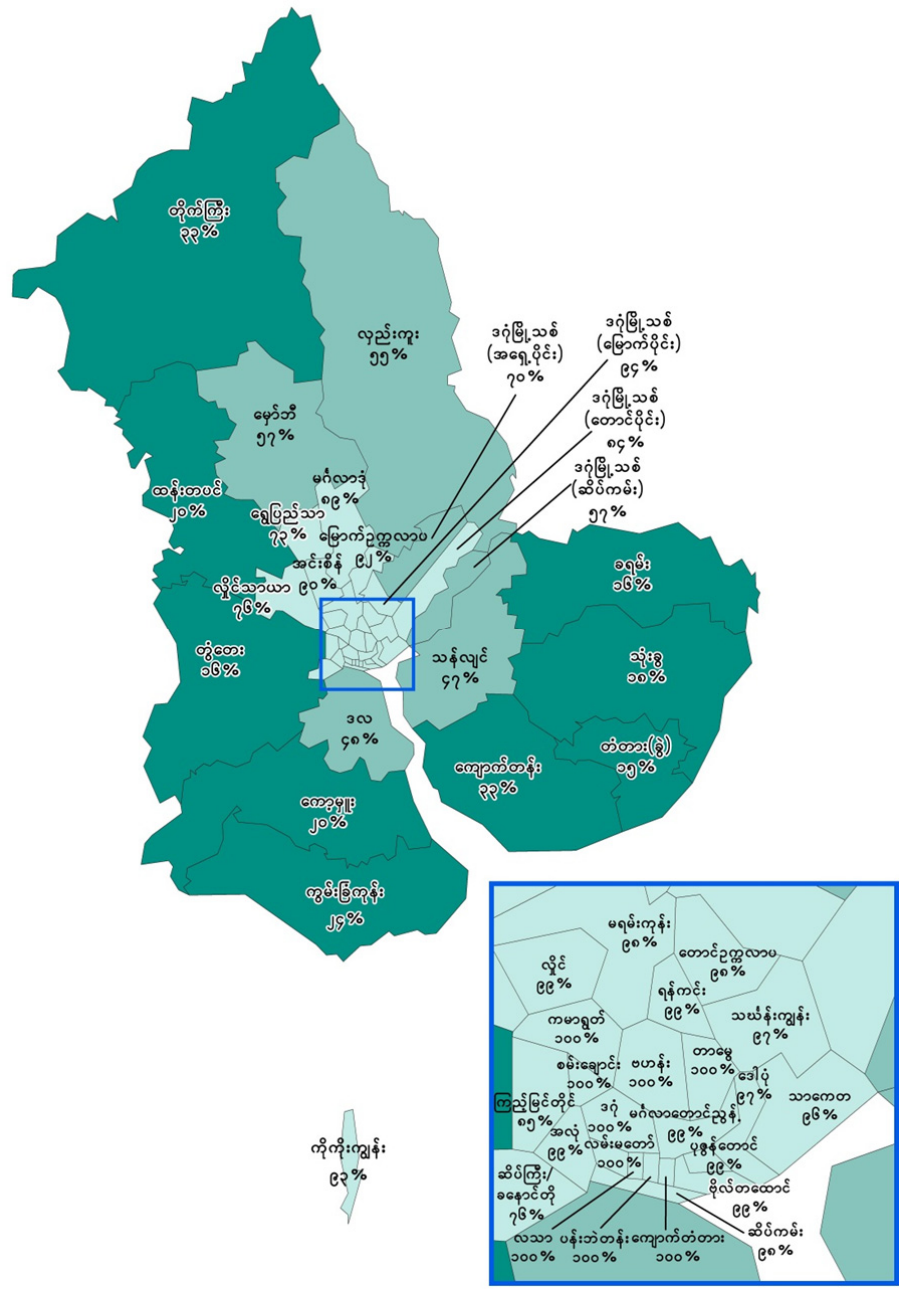 တိုက်ကြီး
၃၃%
လှည်းကူး
၅၅%
ဒဂုံမြို့သစ်
(အရှေ့ပိုင်း)
၇၀%
ဒဂုံမြို့သစ်
(မြောက်ပိုင်း)
၉၄%
ဒဂုံမြို့သစ်
(တောင်ပိုင်း)
၈၄%
ဒဂုံမြို့သစ်
(ဆိပ်ကမ်း)
၅၇%
မှော်ဘီ
၅၇%
မင်္ဂလာဒုံ
၈၉%
ထန်းတပင်
၂၀%
ရွှေပြည်သာ
၇၃%
မြောက်ဥက္ကလာပ
၉၂%
အင်းစိန်
၉၀%
လှိုင်သာယာ
၇၆%
ခရမ်း
၁၆%
တွံတေး
၁၆%
သန်လျင်
၄၇%
သုံးခွ
၁၈%
ဒလ
၄၈%
တံတား(ခွဲ)
၁၅%
ကျောက်တန်း
၃၃%
ကော့မှူး
၂၀%
ကွမ်းခြံကုန်း
၂၄%
ကိုကိုးကျွန်း
၉၃%
မရမ်းကုန်း
၉၈%
တောင်ဥက္ကလာပ
၉၈%
လှိုင်
၉၉%
ရန်ကင်း
၉၉%
သင်္ဃန်းကျွန်း
၉၇%
ကမာရွတ်
၁၀၀%
စမ်းချောင်း
၁၀၀%
ဗဟန်း
၁၀၀%
တာမွေ
၁၀၀%
ဒေါပုံ
၉၇%
သာကေတ
၉၆%
ကြည့်မြင်တိုင်
၈၅%
အလုံ
၉၉%
ဒဂုံ
၁၀၀%
မင်္ဂလာတောင်ညွန့်
၉၉%
လမ်းမတော်
၁၀၀%
ပုဇွန်တောင်
၉၉%
ဆိပ်ကြီး/
ခနောင်တို
၇၆%
ဗိုလ်တထောင်
၉၉%
ဆိပ်ကမ်း
၉၈%
လသာ
၁၀၀%
ပန်းဘဲတန်း
၁၀၀%
ကျောက်တံတား
၁၀၀%